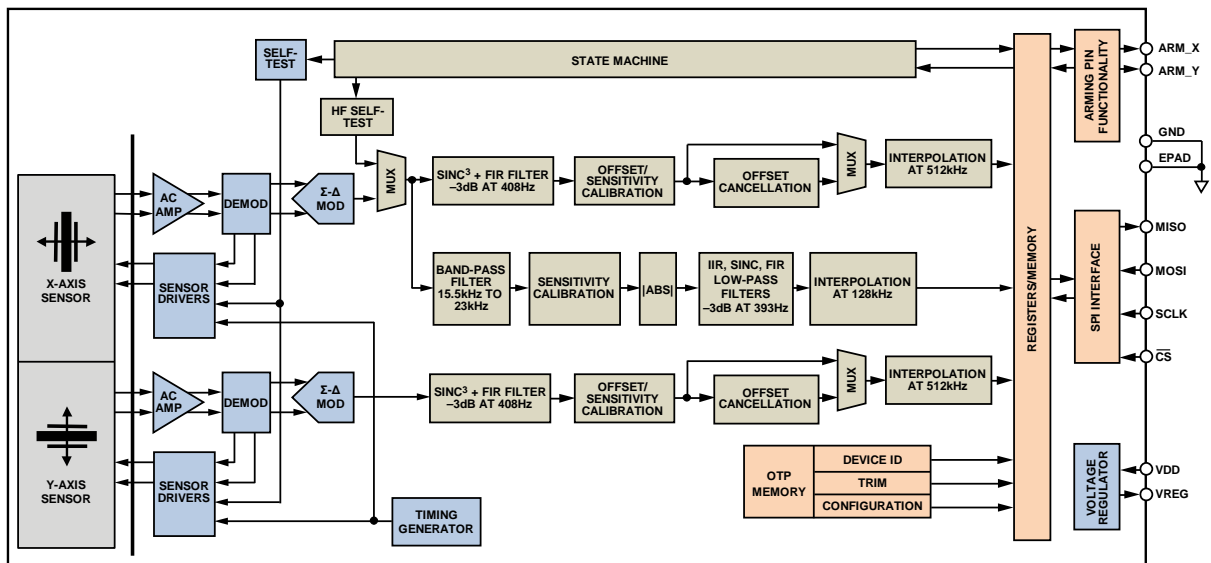 SELF-
TEST
STATE MACHINE
HF SELF-
TEST
ARMING PIN
FUNCTIONALITY
ARM_X
ARM_Y
GND
EPAD
X-AXIS
SENSOR
AC
AMP
DEMOD
Σ-Δ
MOD
MUX
SINC³ + FIR FILTER
–3dB AT 408Hz
OFFSET/
SENSITIVITY
CALIBRATION
OFFSET
CANCELLATION
MUX
INTERPOLATION
AT 512kHz
REGISTERS/MEMORY
SENSOR
DRIVERS
BAND-PASS
FILTER
15.5kHz TO
23kHz
SENSITIVITY
CALIBRATION
|ABS|
IIR, SINC, FIR
LOW-PASS
FILTERS
–3dB AT 393Hz
INTERPOLATION
AT 128kHz
SPI INTERFACE
MISO
MOSI
SCLK
CS
Y-AXIS
SENSOR
AC
AMP
DEMOD
Σ-Δ
MOD
SINC³ + FIR FILTER
–3dB AT 408Hz
OFFSET/
SENSITIVITY
CALIBRATION
OFFSET
CANCELLATION
MUX
INTERPOLATION
AT 512kHz
SENSOR
DRIVERS
TIMING
GENERATOR
OTP
MEMORY
DEVICE ID
TRIM
CONFIGURATION
VOLTAGE
REGULATOR
VDD
VREG